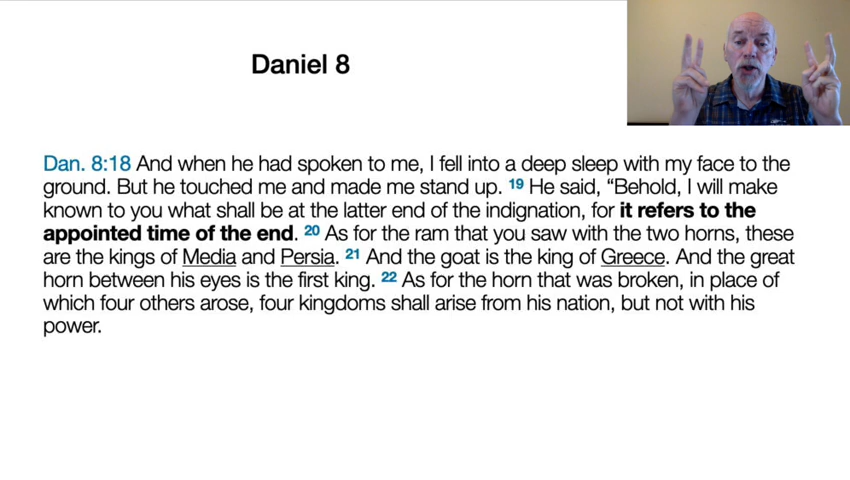 Daniel 8
Dan. 8:18 And when he had spoken to me, I fell into a deep sleep with my face to the
ground. But he touched me and made me stand up. 19 He said, “Behold, I will make
known to you what shall be at the latter end of the indignation, for it refers to the
appointed time of the end. 20 As for the ram that you saw with the two horns, these
are the kings of Media and Persia. 21 And the goat is the king of Greece. And the great
horn between his eyes is the first king. 22 As for the horn that was broken, in place of
which four others arose, four kingdoms shall arise from his nation, but not with his
power.